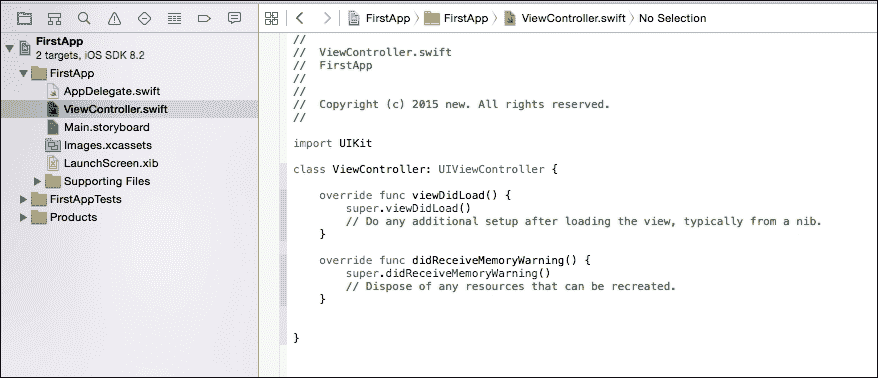 FirstApp
2 targets, iOS SDK 8.2
FirstApp
AppDelegate.swift
ViewController.swift
Main.storyboard
Images.xcassets
LaunchScreen.xib
Supporting Files
FirstAppTests
Products
FirstApp FirstApp ViewController.swift No Selection
//
//  ViewController.swift
//  FirstApp
//
//
//  Copyright (c) 2015 new. All rights reserved.
//
import UIKit
class ViewController: UIViewController {
    override func viewDidLoad() {
        super.viewDidLoad()
        // Do any additional setup after loading the view, typically from a nib.
    }
    override func didReceiveMemoryWarning() {
        super.didReceiveMemoryWarning()
        // Dispose of any resources that can be recreated.
    }
}